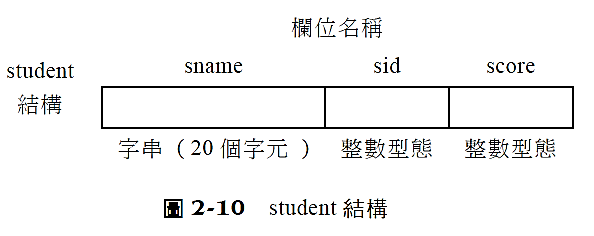 欄位名稱
student 結構
sname sid score
字串（20 個字元 ） 整數型態 整數型態
圖 2-10 student 結構